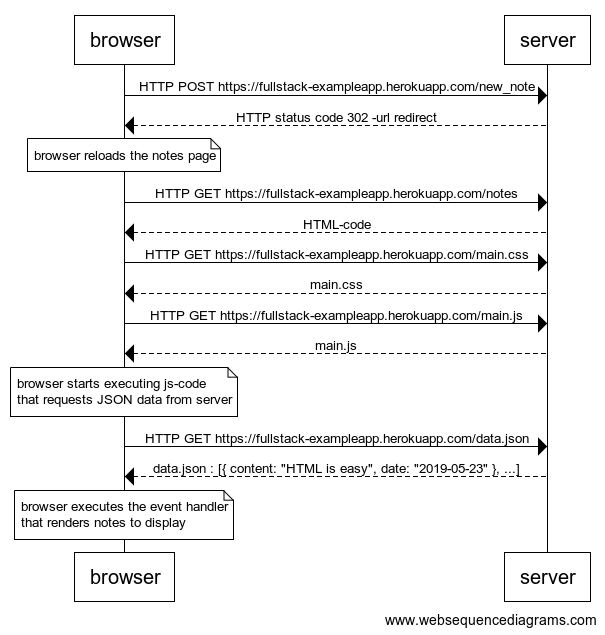 browser
server
HTTP POST https://fullstack-exampleapp.herokuapp.com/new_note
HTTP status code 302 -url redirect
browser reloads the notes page
HTTP GET https://fullstack-exampleapp.herokuapp.com/notes
HTML-code
HTTP GET https://fullstack-exampleapp.herokuapp.com/main.css
main.css
HTTP GET https://fullstack-exampleapp.herokuapp.com/main.js
main.js
browser starts executing js-code
that requests JSON data from server
HTTP GET https://fullstack-exampleapp.herokuapp.com/data.json
data.json : [{ content: "HTML is easy", date: "2019-05-23" }, ...]
browser executes the event handler
that renders notes to display
browser
server
www.websequencediagrams.com